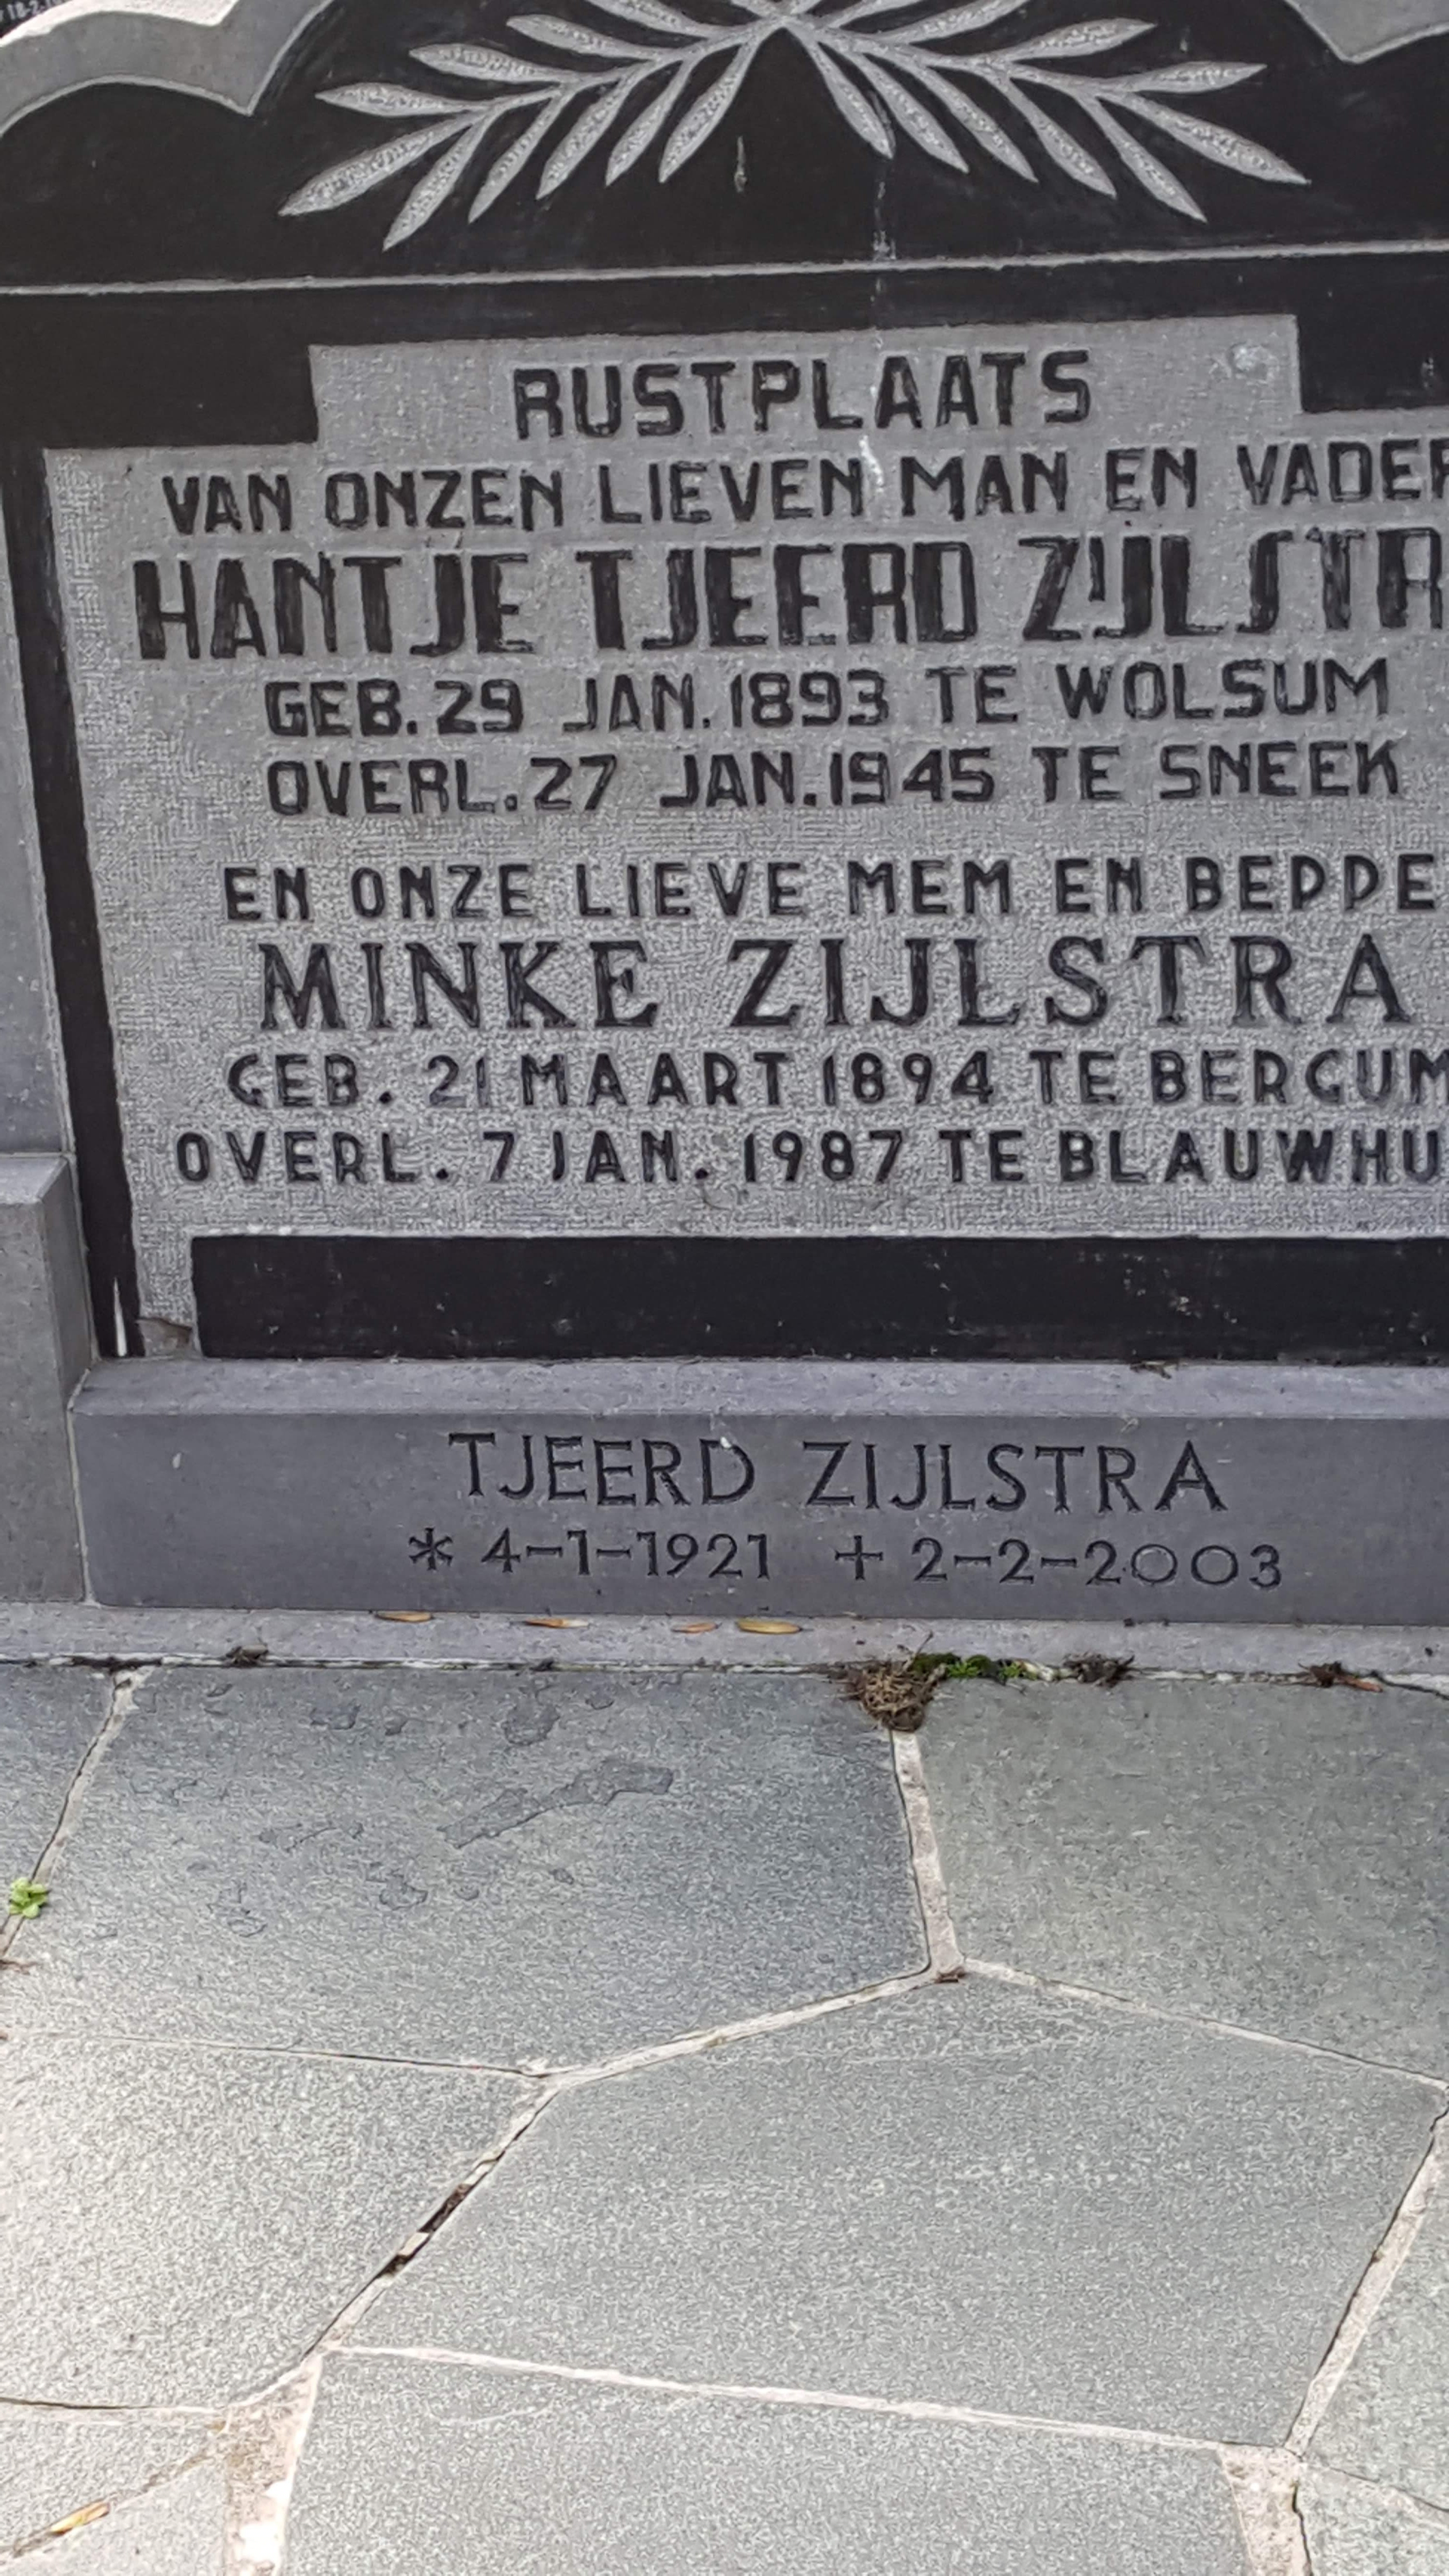 RUSTPLAATS
VAN ONZEN LIEVEN MAN EN VADER
HANTJE TJEERD ZIJLSTR
GEB. 29 JAN. 1893 TE WOLSUM
OVERL. 27 JAN. 1945 TE SNEEK
EN ONZE LIEVE MEM EN BEPPE
MINKE ZIJLSTRA
GEB. 21 MAART 1894 TE BERGUM
OVERL. 7 JAN. 1987 TE BLAUWHU
TJEERD ZIJLSTRA
* 4-1-1921 + 2-2-2003